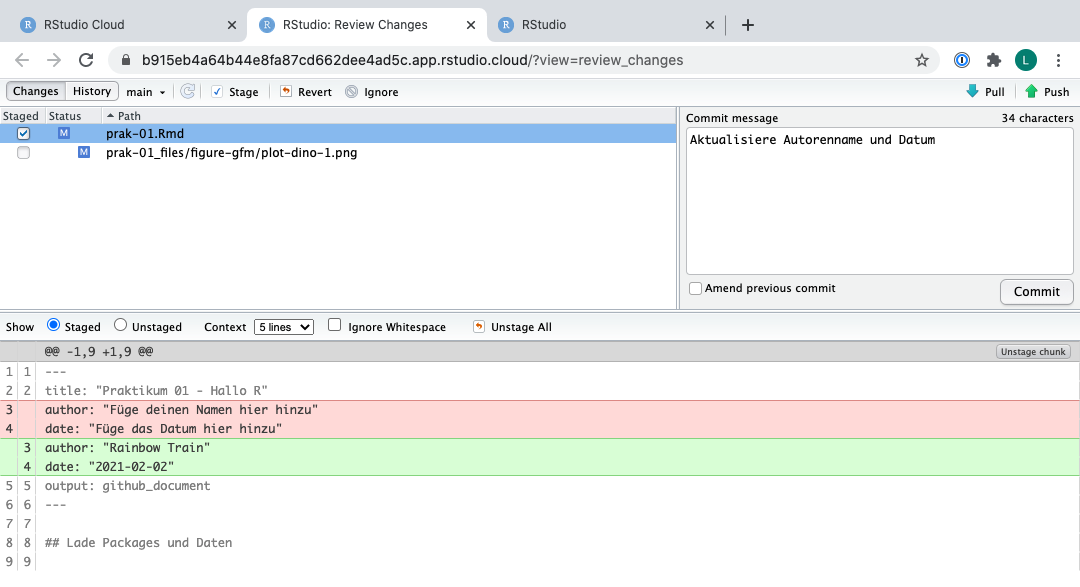 RStudio Cloud
RStudio: Review Changes
RStudio
b915eb4a64b44e8fa87cd662dee4ad5c.app.rstudio.cloud/?view=review_changes
L
Changes History main Stage Revert Ignore Pull Push
Staged Status Path
M prak-01.Rmd
M prak-01_files/figure-gfm/plot-dino-1.png
Commit message 34 characters
Aktualisiere Autorenname und Datum
Amend previous commit
Commit
Show Staged Unstaged Context 5 lines Ignore Whitespace Unstage All
@@ -1,9 +1,9 @@ Unstage chunk
1 1 ---
2 2 title: "Praktikum 01 - Hallo R"
3 author: "Füge deinen Namen hier hinzu"
4 date: "Füge das Datum hier hinzu"
3 author: "Rainbow Train"
4 date: "2021-02-02"
5 5 output: github_document
6 6 ---
7 7
8 8 ## Lade Packages und Daten
9 9